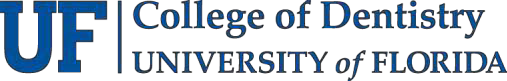 UF
College of Dentistry
UNIVERSITY of FLORIDA